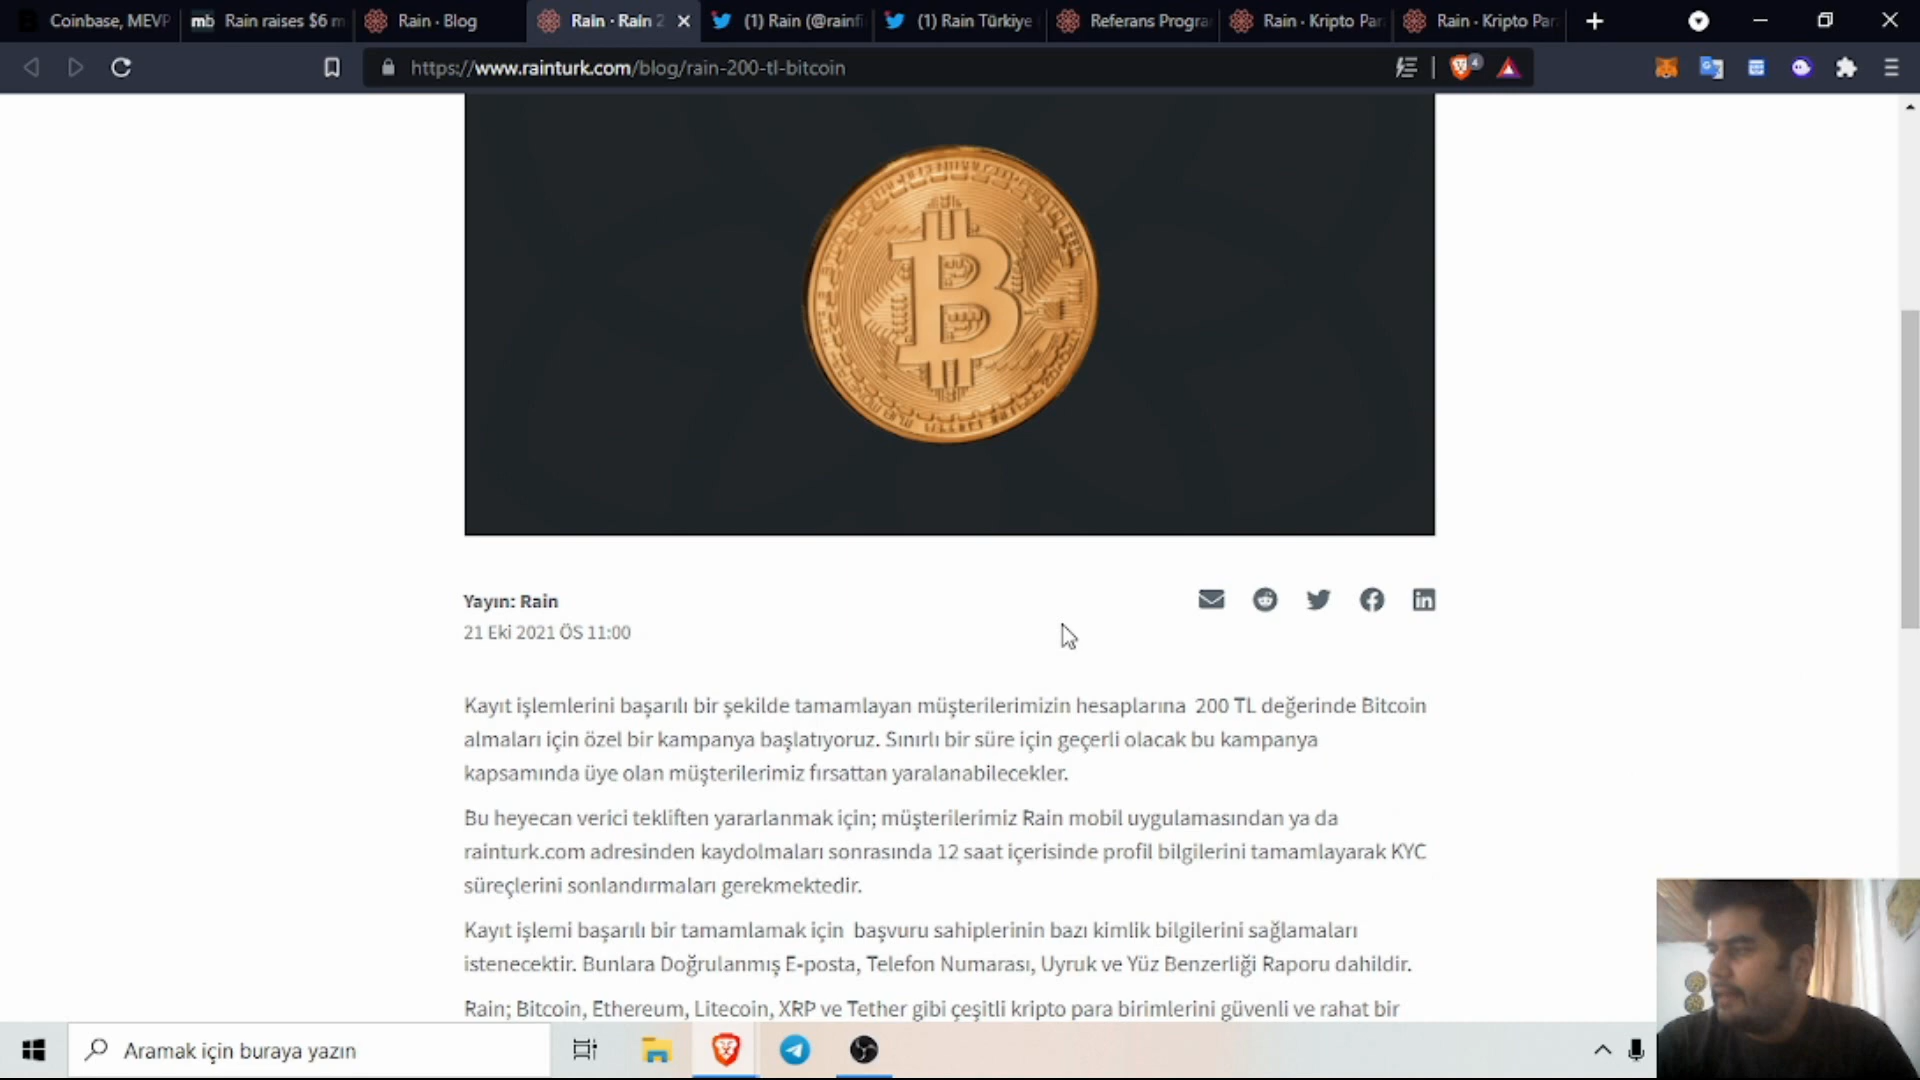 Coinbase, MEVP
mb Rain raises $6 m
Rain · Blog
Rain · Rain 2
(1) Rain (@rainfi
(1) Rain Türkiye
Referans Progra
Rain · Kripto Par
Rain · Kripto Par
https://www.rainturk.com/blog/rain-200-tl-bitcoin
4
B
Yayın: Rain
21 Eki 2021 ÖS 11:00
Kayıt işlemlerini başarılı bir şekilde tamamlayan müşterilerimizin hesaplarına 200 TL değerinde Bitcoin
almaları için özel bir kampanya başlatıyoruz. Sınırlı bir süre için geçerli olacak bu kampanya
kapsamında üye olan müşterilerimiz fırsattan yaralanabilecekler.
Bu heyecan verici tekliften yararlanmak için; müşterilerimiz Rain mobil uygulamasından ya da
rainturk.com adresinden kaydolmaları sonrasında 12 saat içerisinde profil bilgilerini tamamlayarak KYC
süreçlerini sonlandırmaları gerekmektedir.
Kayıt işlemi başarılı bir tamamlamak için başvuru sahiplerinin bazı kimlik bilgilerini sağlamaları
istenecektir. Bunlara Doğrulanmış E-posta, Telefon Numarası, Uyruk ve Yüz Benzerliği Raporu dahildir.
Rain; Bitcoin, Ethereum, Litecoin, XRP ve Tether gibi çeşitli kripto para birimlerini güvenli ve rahat bir
Aramak için buraya yazın